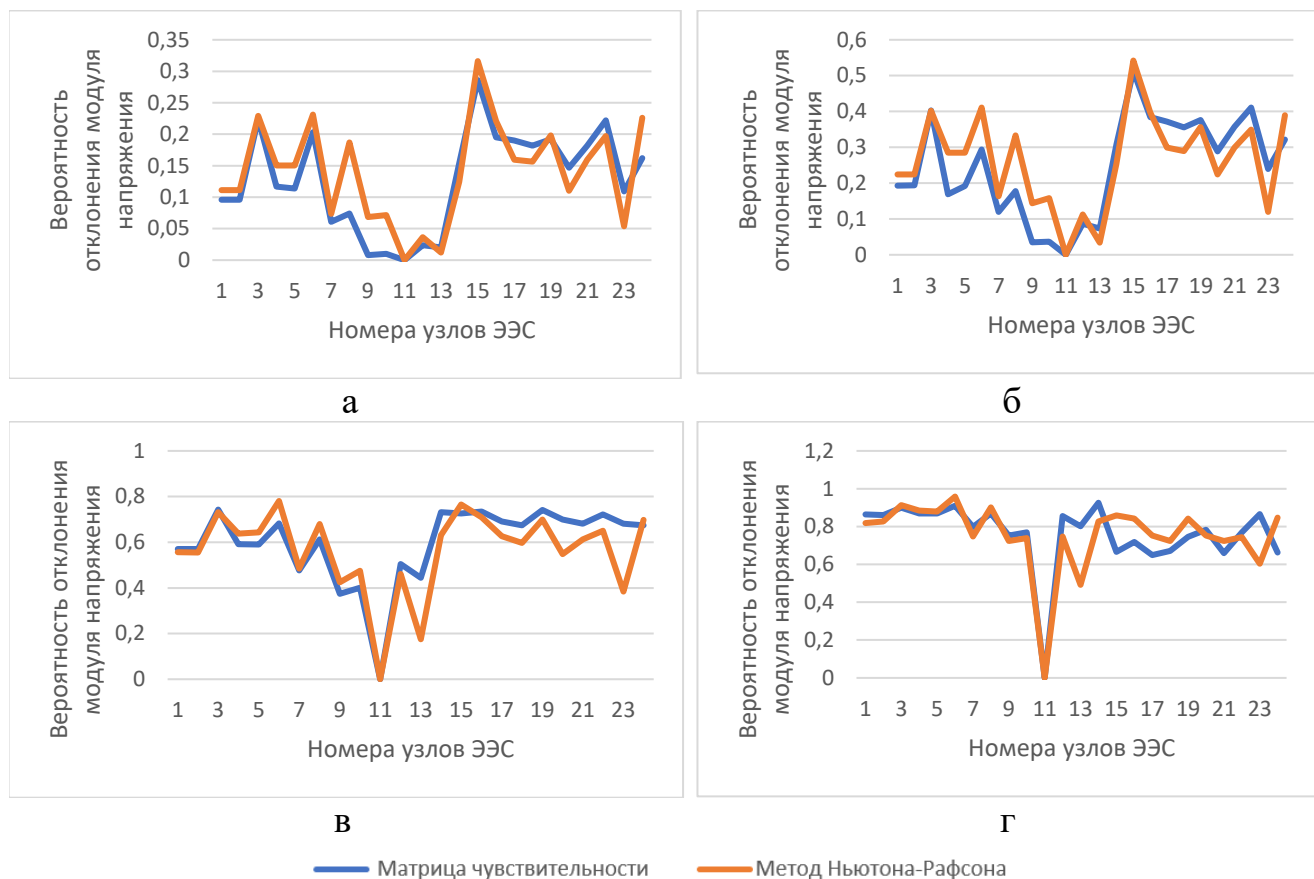 Вероятность
отклонения модуля
напряжения
0,35
0,3
0,25
0,2
0,15
0,1
0,05
0
1 3 5 7 9 11 13 15 17 19 21 23
Номера узлов ЭЭС
а
Вероятность
отклонения модуля
напряжения
0,6
0,5
0,4
0,3
0,2
0,1
0
1 3 5 7 9 11 13 15 17 19 21 23
Номера узлов ЭЭС
б
Вероятность отклонения
модуля напряжения
1
0,8
0,6
0,4
0,2
0
1 3 5 7 9 11 13 15 17 19 21 23
Номера узлов ЭЭС
в
Вероятность отклонения
модуля напряжения
1,2
1
0,8
0,6
0,4
0,2
0
1 3 5 7 9 11 13 15 17 19 21 23
Номера узлов ЭЭС
г
Матрица чувствительности
Метод Ньютона-Рафсона